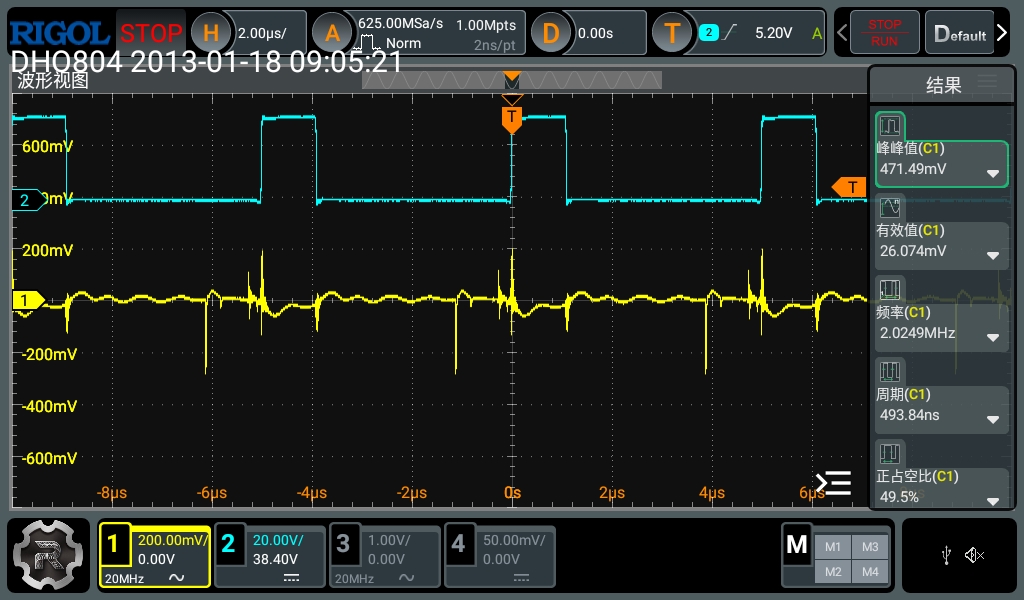 RIGOL STOP H 2.00μs/ A 625.00MSa/s 1.00Mpts Norm 2ns/pt D 0.00s T 2 5.20V A STOP RUN Default
DHO804 2013-01-18 09:05:21
波形视图
T
结果
600mV
峰峰值(C1)
471.49mV
T
2
0mV
有效值(C1)
26.074mV
200mV
1
频率(C1)
2.0249MHz
-200mV
周期(C1)
493.84ns
-400mV
-600mV
正占空比(C1)
49.5%
-8μs -6μs -4μs -2μs 0s 2μs 4μs 6μs
1 200.00mV/ 0.00V 20MHz
2 20.00V/ 38.40V
3 1.00V/ 0.00V 20MHz
4 50.00mV/ 0.00V
M M1 M3 M2 M4
R